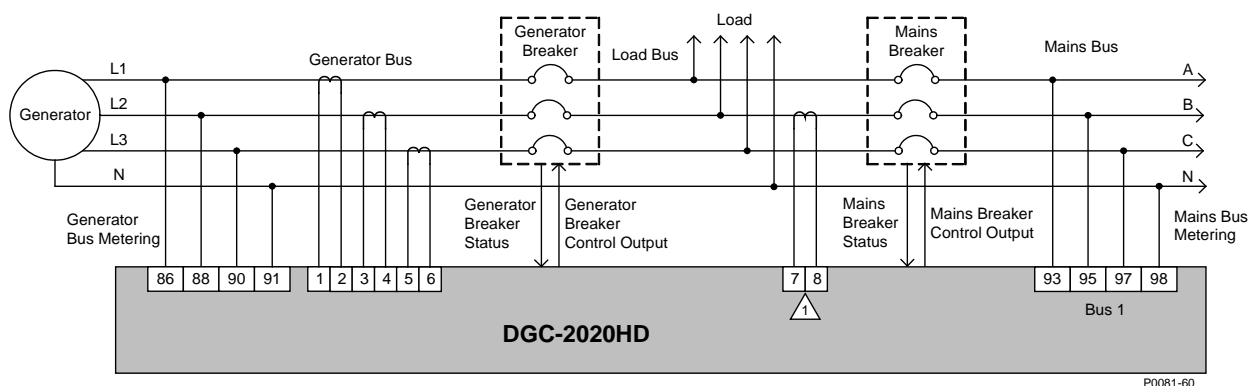 Load
Generator
Breaker
Mains
Breaker
Generator Bus
Load Bus
Mains Bus
L1
A
Generator
L2
B
L3
C
N
N
Generator
Bus Metering
Generator
Breaker
Status
Generator
Breaker
Control Output
Mains
Breaker
Status
Mains Breaker
Control Output
Mains Bus
Metering
86 88 90 91 1 2 3 4 5 6 7 8 93 95 97 98
1
Bus 1
DGC-2020HD
P0081-60